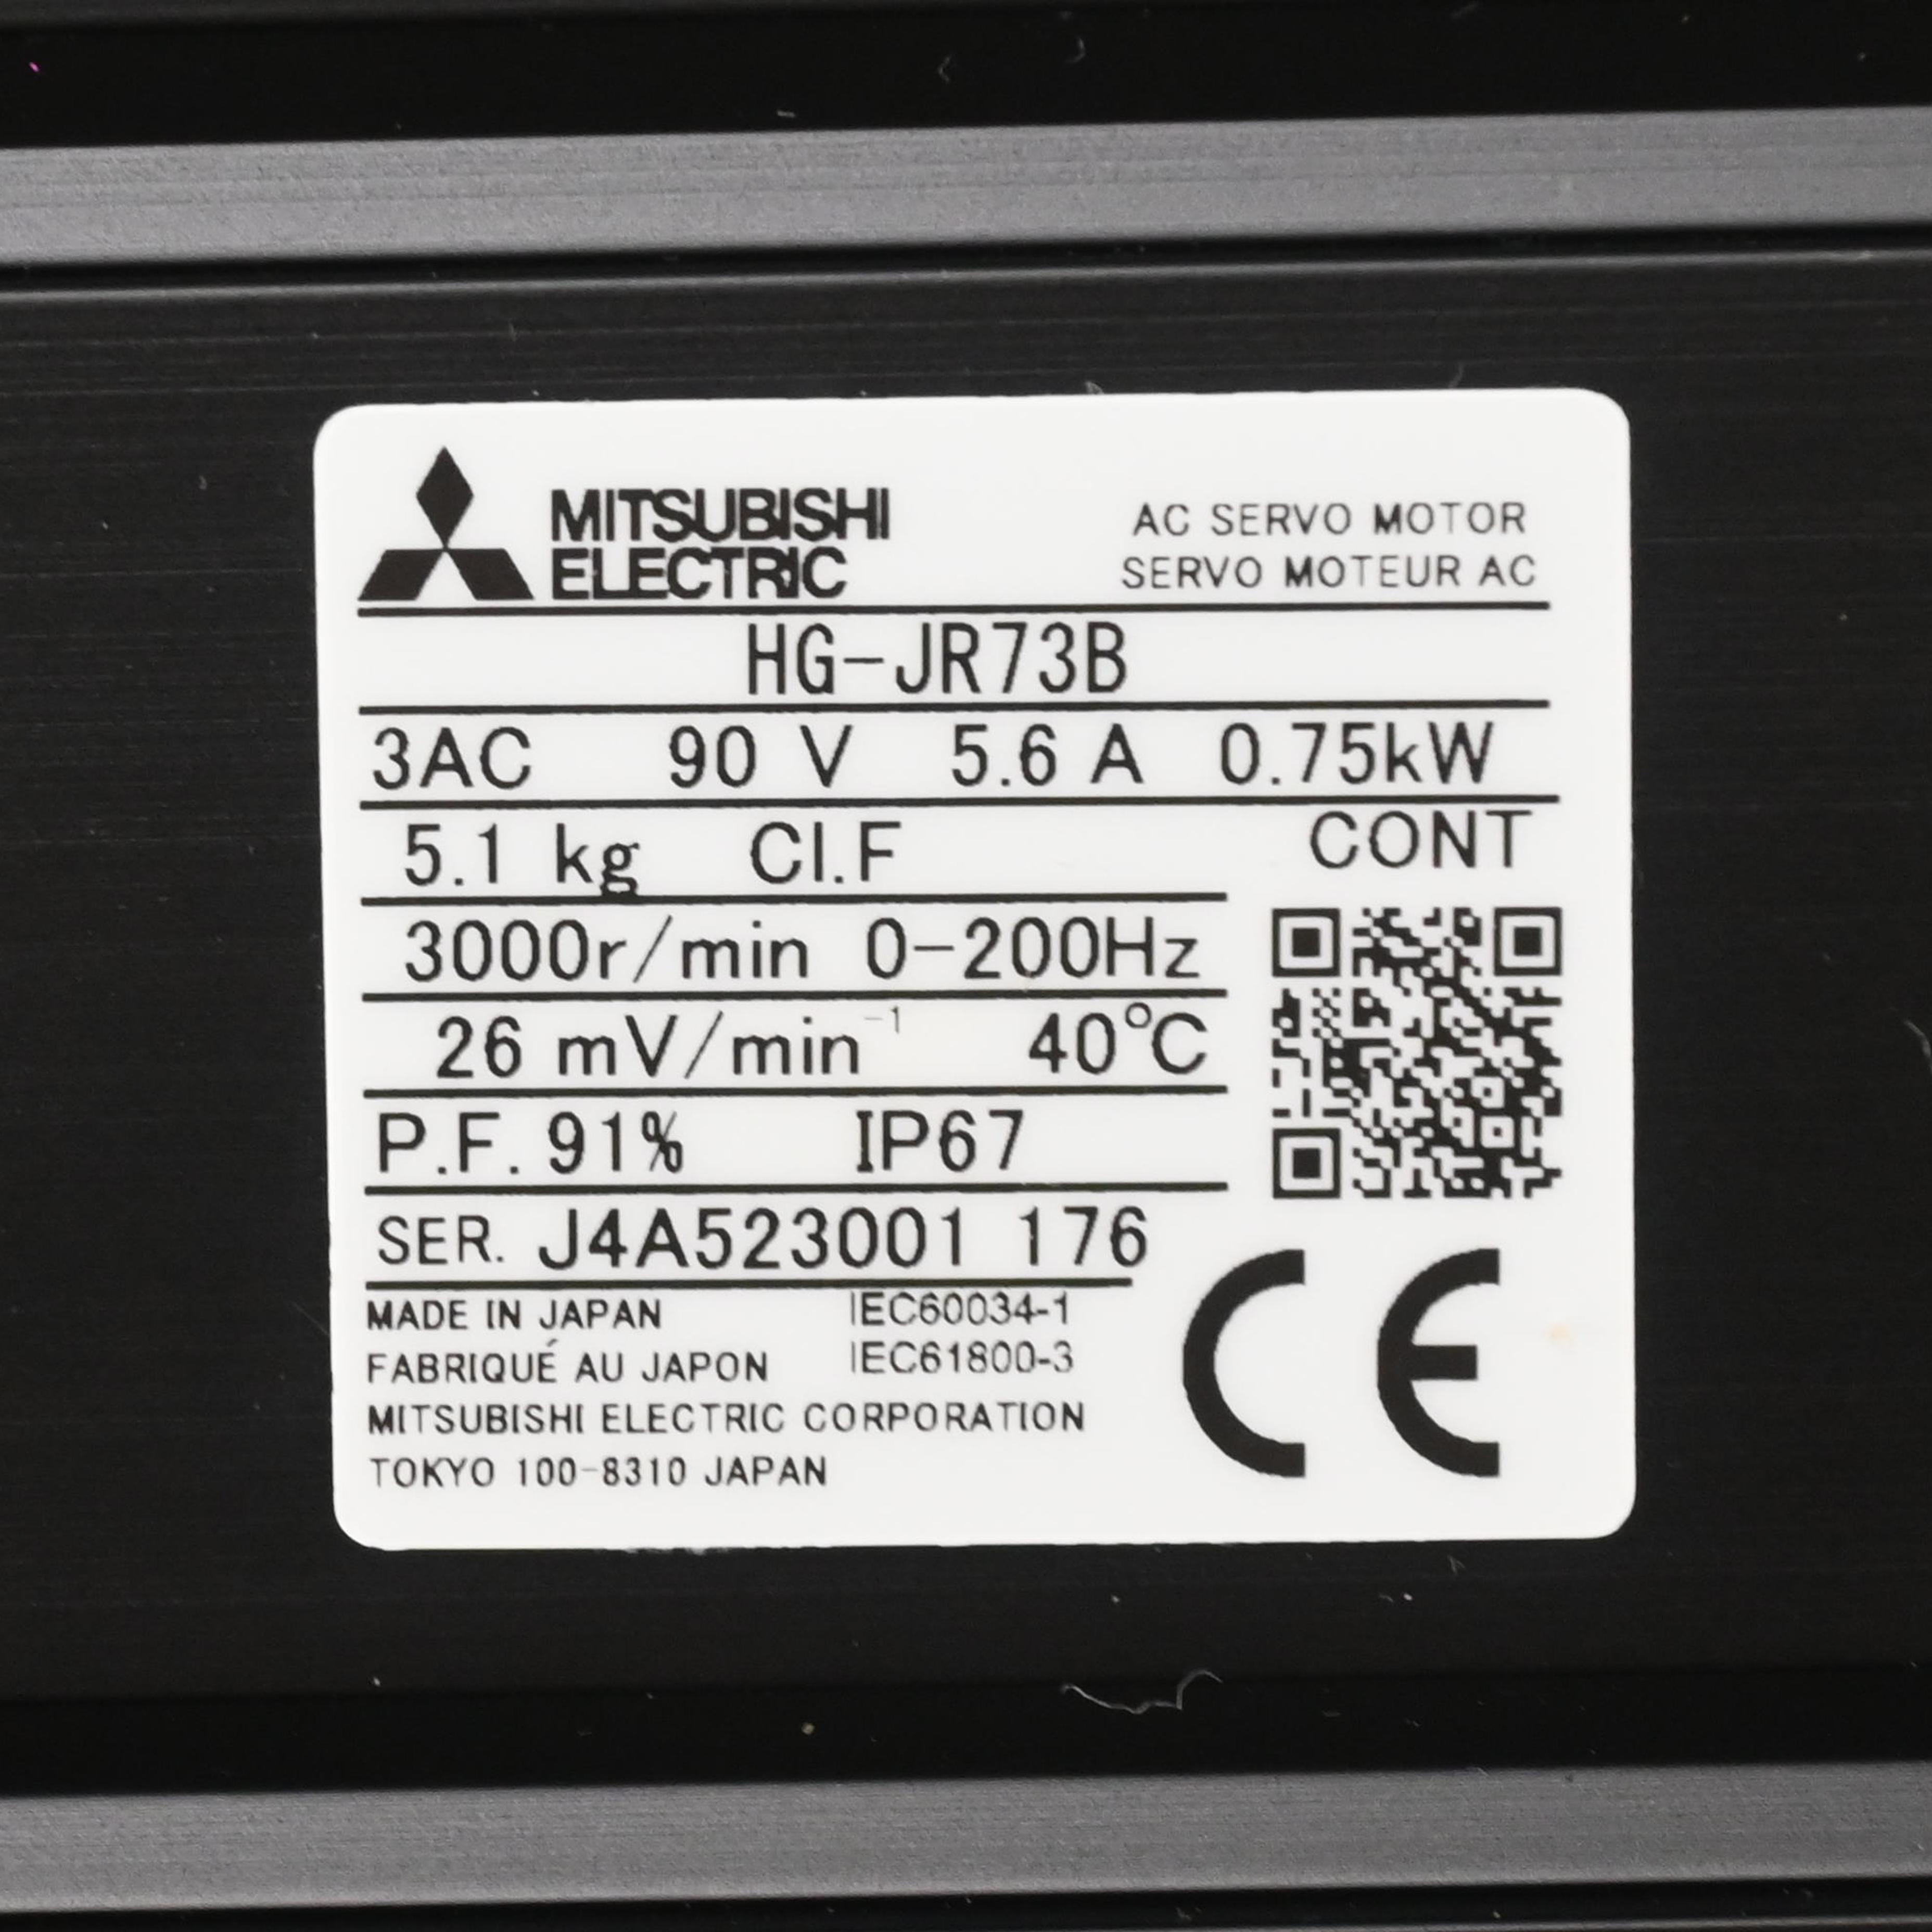 MITSUBISHI
ELECTRIC
AC SERVO MOTOR
SERVO MOTEUR AC
HG-JR73B
3AC 90 V 5.6 A 0.75kW
5.1 kg Cl.F CONT
3000r/min 0-200Hz
26 mV/min⁻¹ 40℃
P.F. 91% IP67
SER. J4A523001 176
MADE IN JAPAN IEC60034-1
FABRIQUÉ AU JAPON IEC61800-3
MITSUBISHI ELECTRIC CORPORATION
TOKYO 100-8310 JAPAN
CE